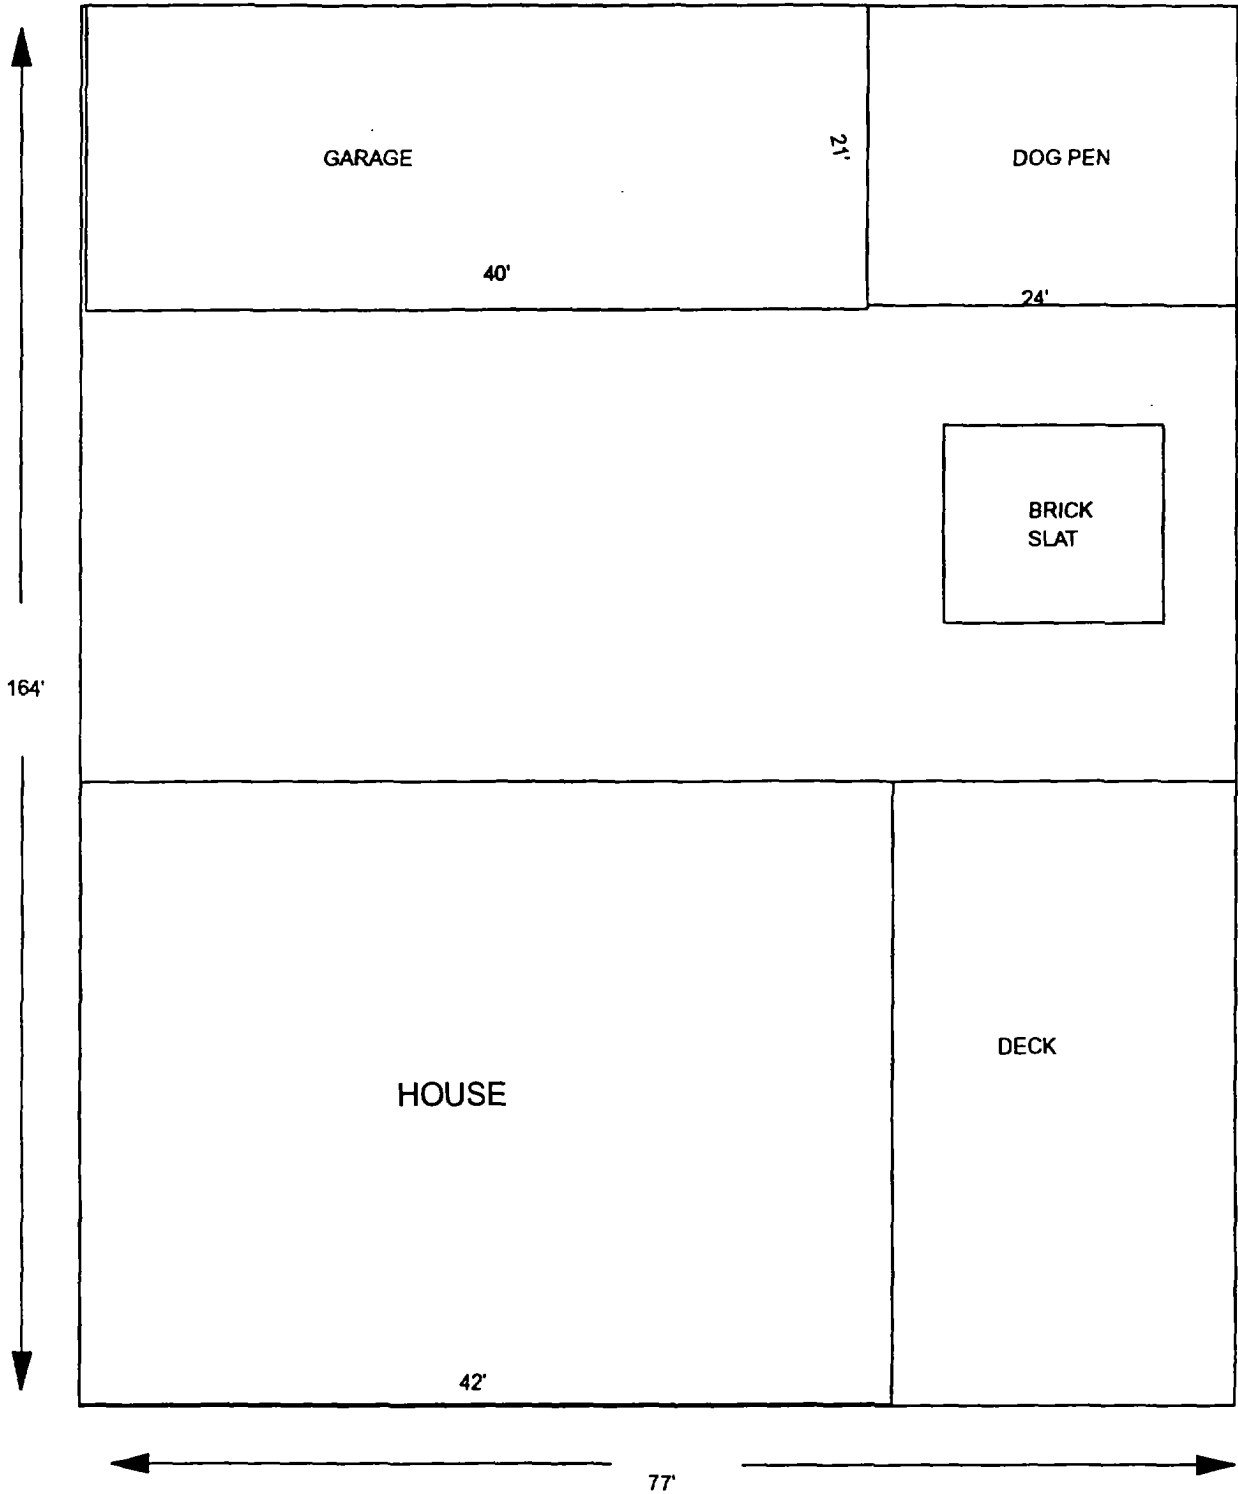 GARAGE
21'
DOG PEN
40'
24'
BRICK
SLAT
164'
DECK
HOUSE
42'
77'